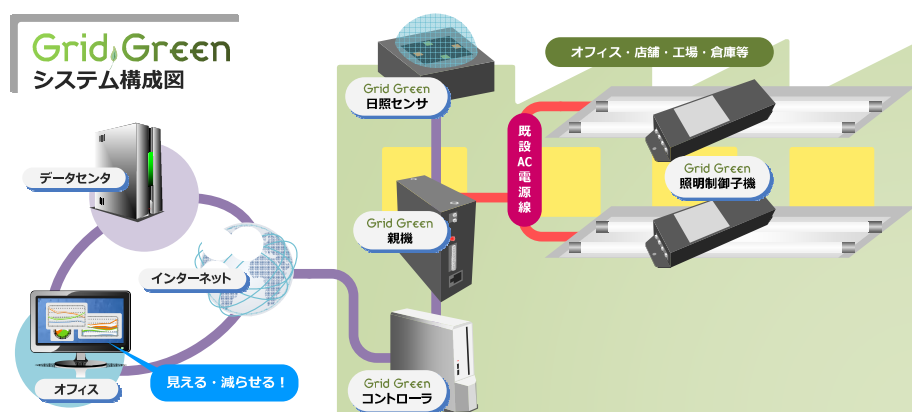 Grid Green
システム構成図
オフィス・店舗・工場・倉庫等
Grid Green
日照センサ
既設AC電源線
データセンタ
Grid Green
照明制御子機
Grid Green
親機
インターネット
見える・減らせる！
オフィス
Grid Green
コントローラ